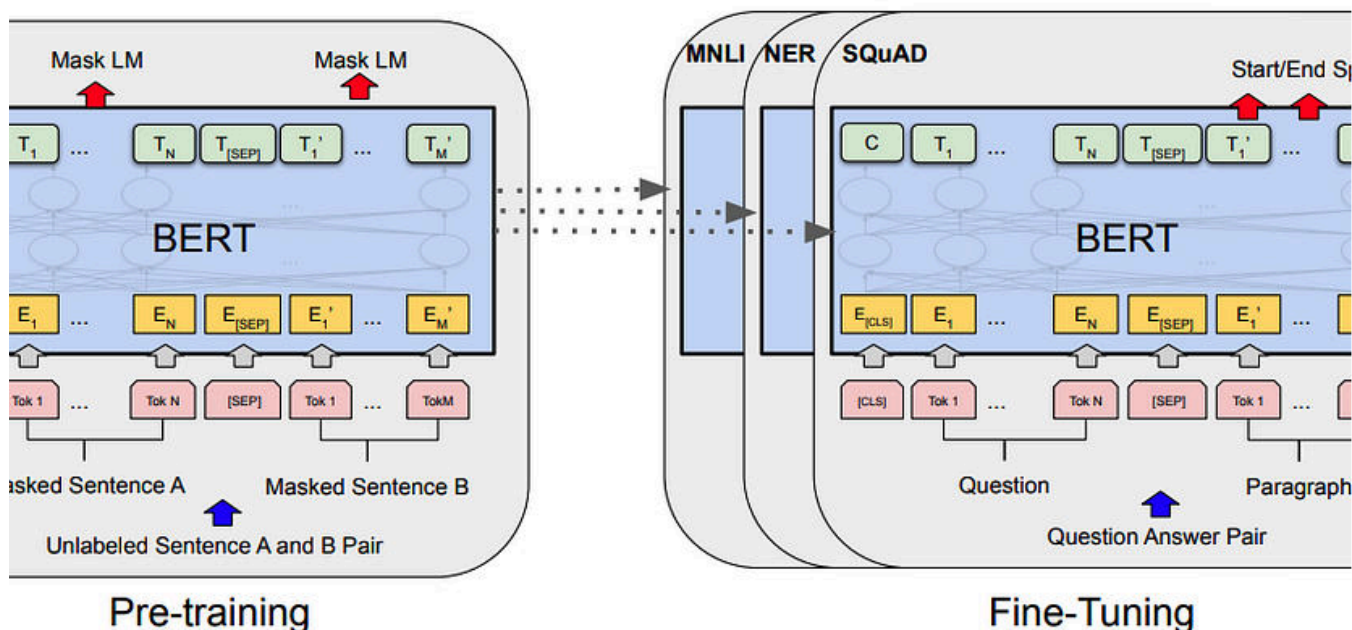 Mask LM
Mask LM
T1 ... TN T[SEP] T1' ... TM'
BERT
...
...
E1 ... EN E[SEP] E1' ... EM'
Tok 1 ... Tok N [SEP] Tok 1 ... TokM
asked Sentence A Masked Sentence B
Unlabeled Sentence A and B Pair
Pre-training
MNLI NER SQuAD
Start/End Sp
C T1 ... TN T[SEP] T1' ...
BERT
...
...
E[CLS] E1 ... EN E[SEP] E1' ...
[CLS] Tok 1 ... Tok N [SEP] Tok 1 ...
Question Paragraph
Question Answer Pair
Fine-Tuning